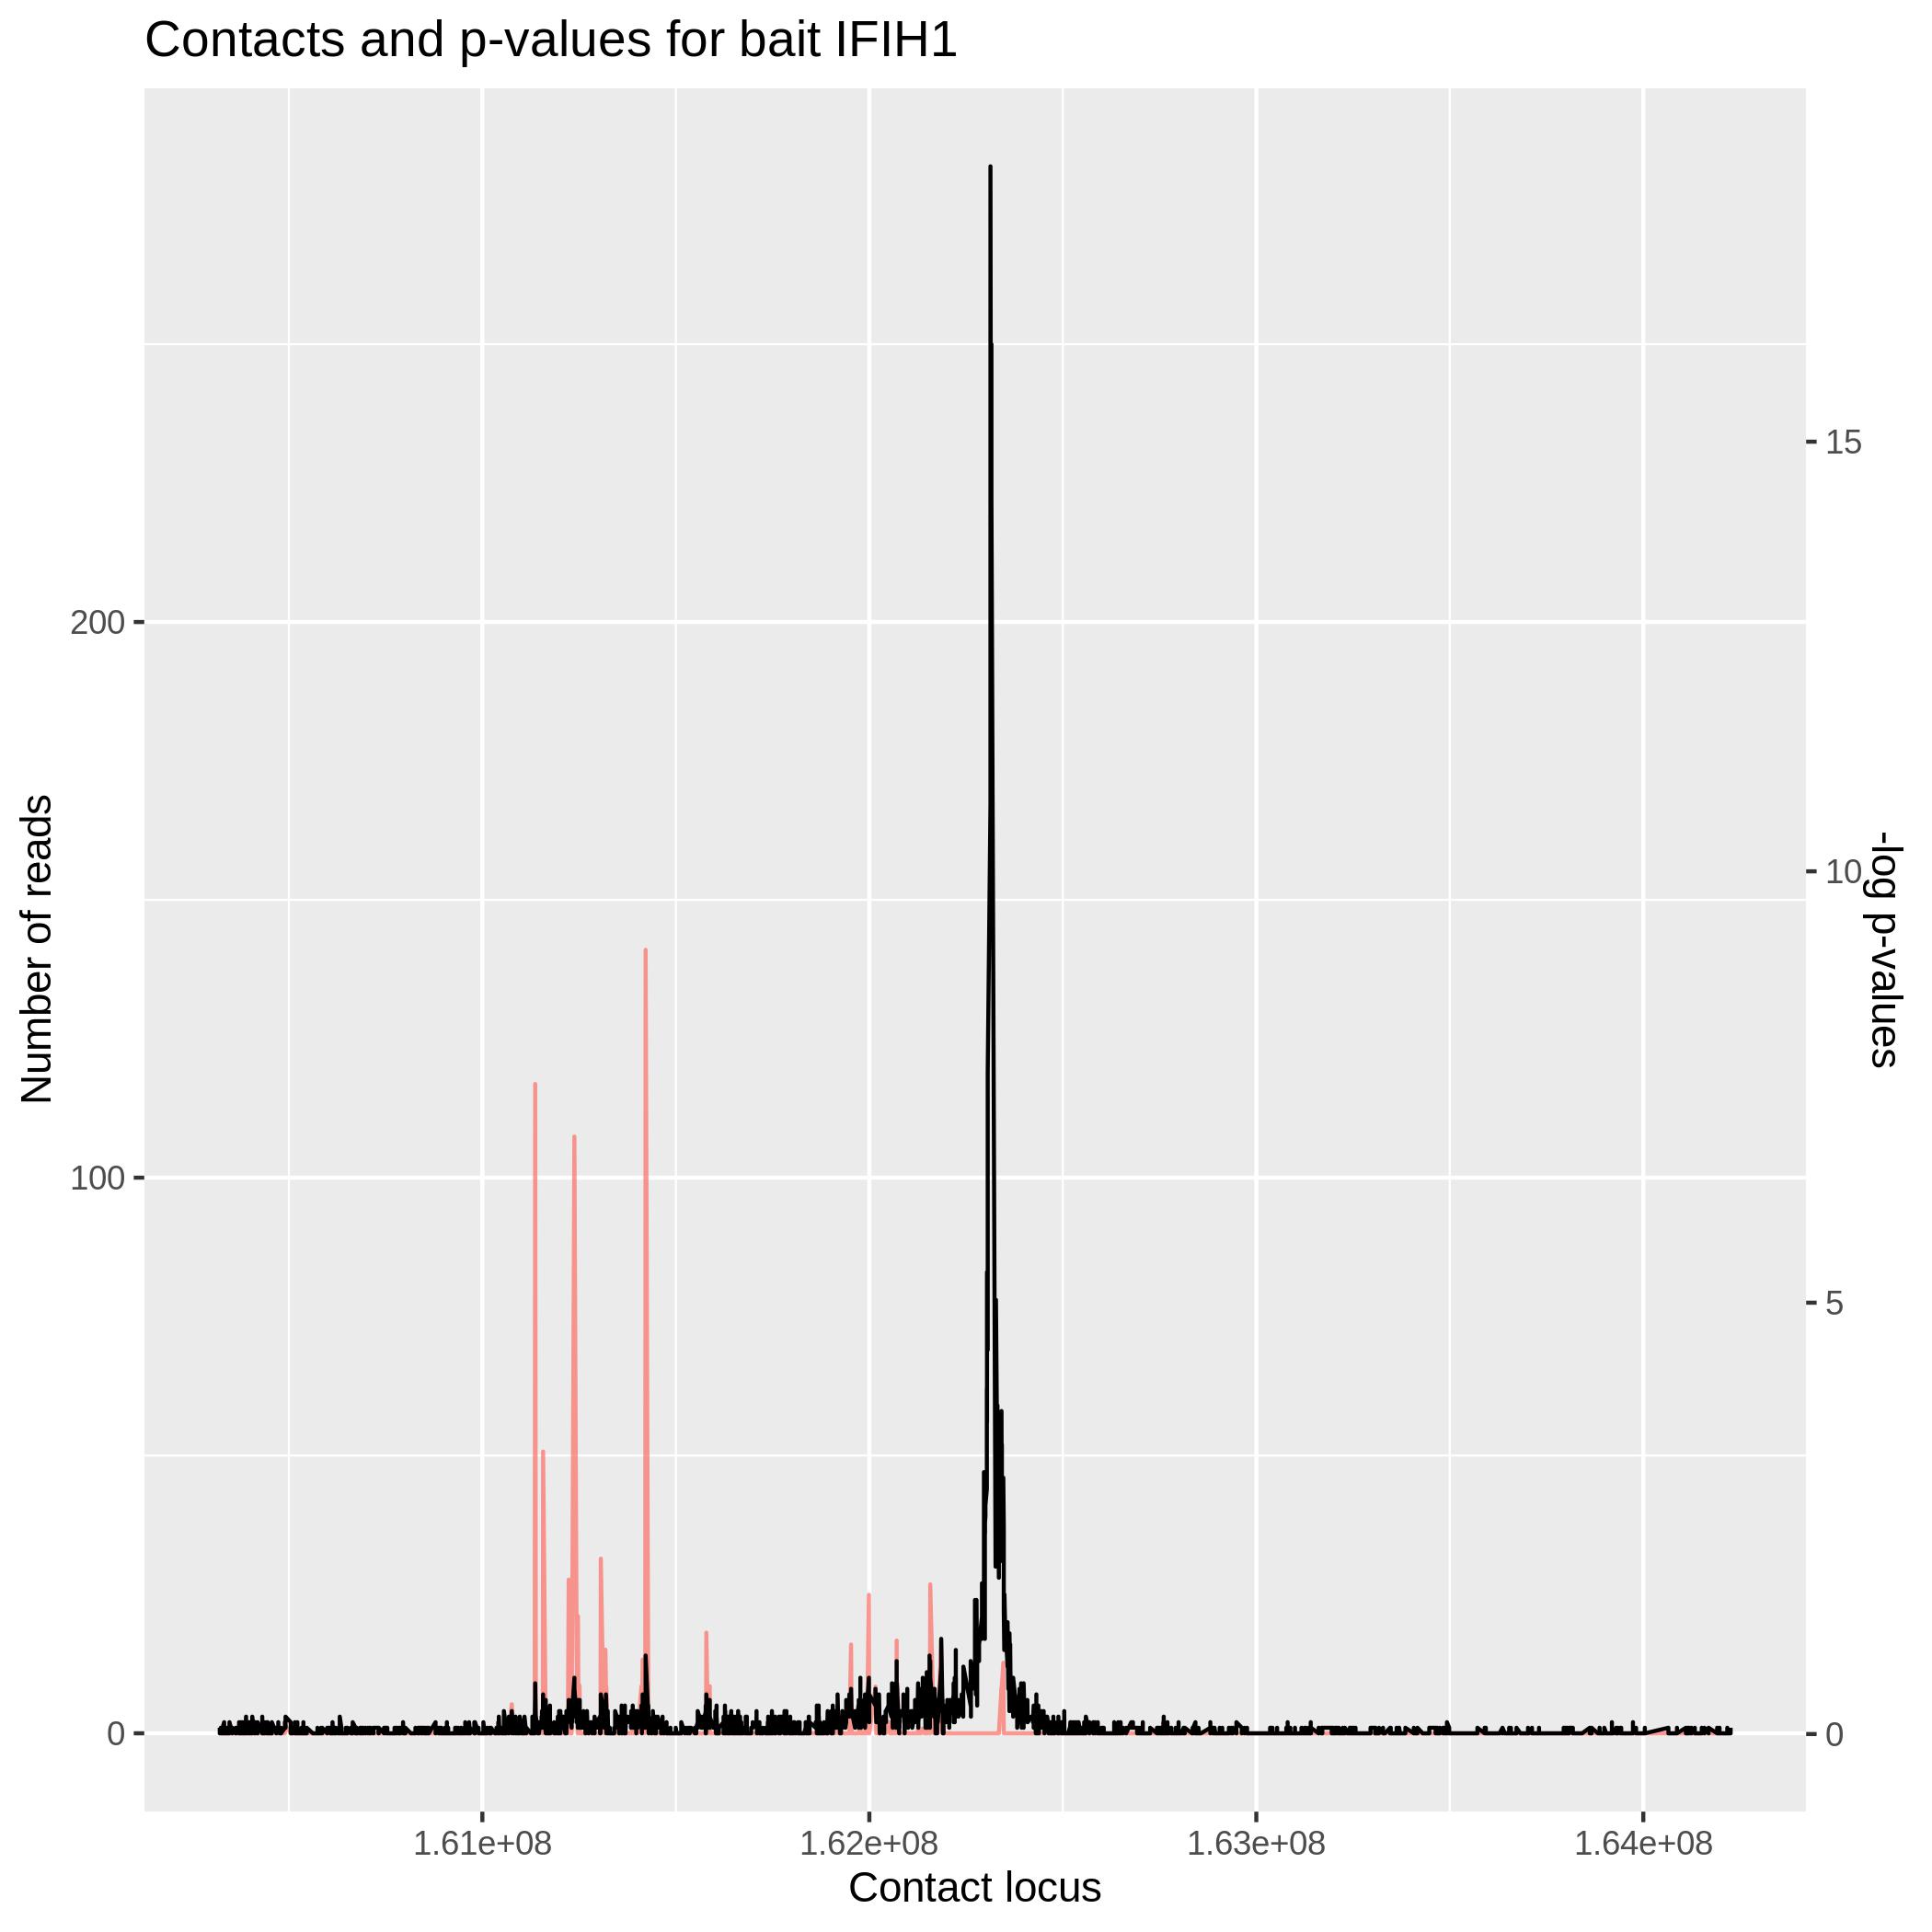 Contacts and p-values for bait IFIH1
Number of reads
200
100
0
15
10
5
0
-log p-values
1.61e+08
1.62e+08
1.63e+08
1.64e+08
Contact locus